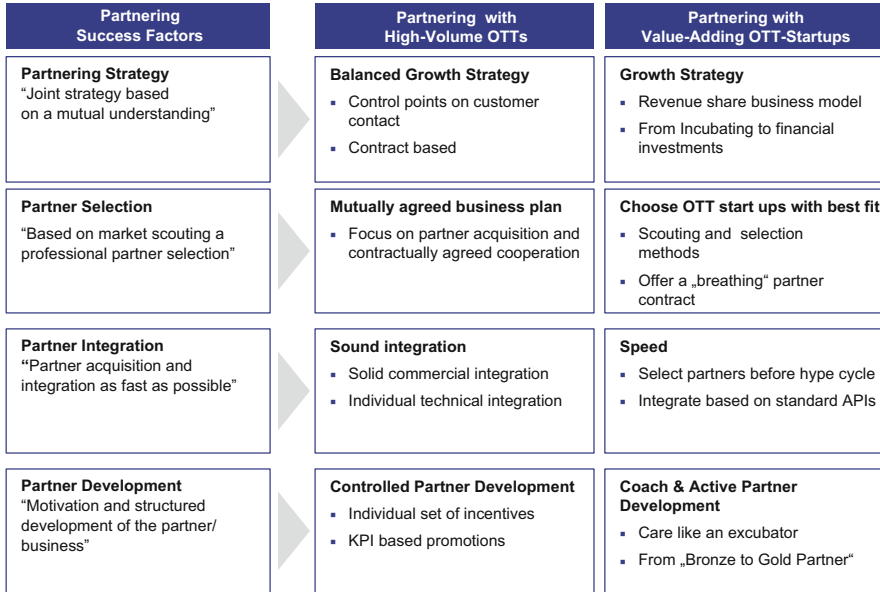 Partnering
Success Factors
Partnering with
High-Volume OTTs
Partnering with
Value-Adding OTT-Startups
Partnering Strategy
“Joint strategy based
on a mutual understanding”
Balanced Growth Strategy
▪ Control points on customer
contact
▪ Contract based
Growth Strategy
▪ Revenue share business model
▪ From Incubating to financial
investments
Partner Selection
“Based on market scouting a
professional partner selection”
Mutually agreed business plan
▪ Focus on partner acquisition and
contractually agreed cooperation
Choose OTT start ups with best fit
▪ Scouting and selection
methods
▪ Offer a „breathing“ partner
contract
Partner Integration
“Partner acquisition and
integration as fast as possible”
Sound integration
▪ Solid commercial integration
▪ Individual technical integration
Speed
▪ Select partners before hype cycle
▪ Integrate based on standard APIs
Partner Development
“Motivation and structured
development of the partner/
business”
Controlled Partner Development
▪ Individual set of incentives
▪ KPI based promotions
Coach & Active Partner
Development
▪ Care like an excubator
▪ From „Bronze to Gold Partner“